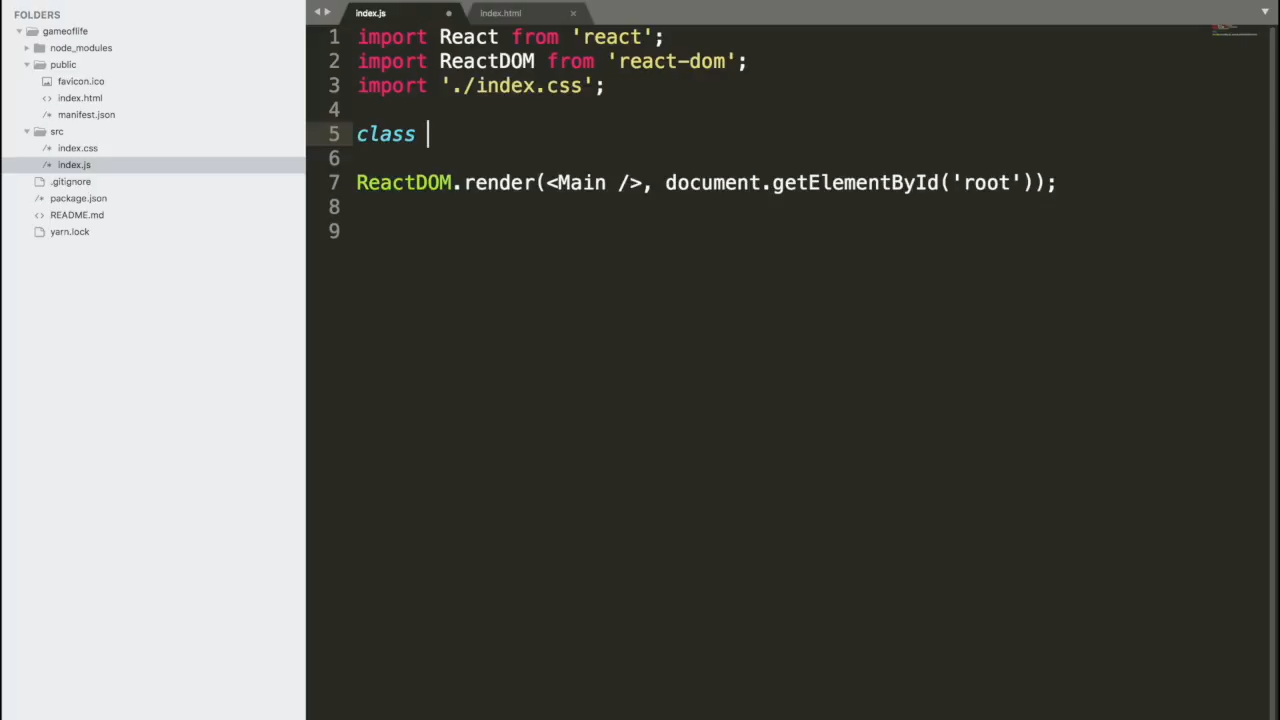 FOLDERS
gameoflife
node_modules
public
favicon.ico
<> index.html
/* manifest.json
src
/* index.css
/* index.js
.gitignore
/* package.json
<> README.md
yarn.lock
index.js
index.html ×
1 import React from 'react';
2 import ReactDOM from 'react-dom';
3 import './index.css';
4
5 class
6
7 ReactDOM.render(<Main />, document.getElementById('root'));
8
9